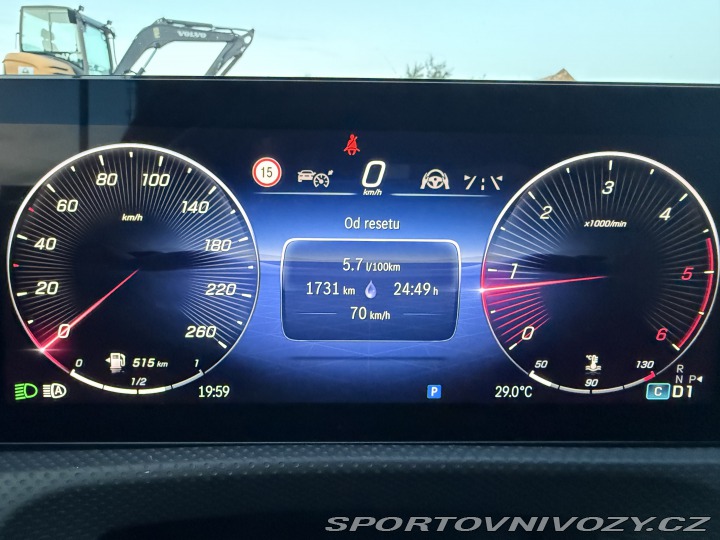 VOLVO
80 100
60 120
40 140
20 180
0 220
km/h 260
15
0
km/h
Od resetu
5.7 l/100km
1731 km 24:49 h
70 km/h
3
2 4
x1000/min
1 5
0 6
515 km
0 1/2 1
19:59
P
29.0°C
50 90 130
R
N P
C D1
SPORTOVNIVOZY.CZ